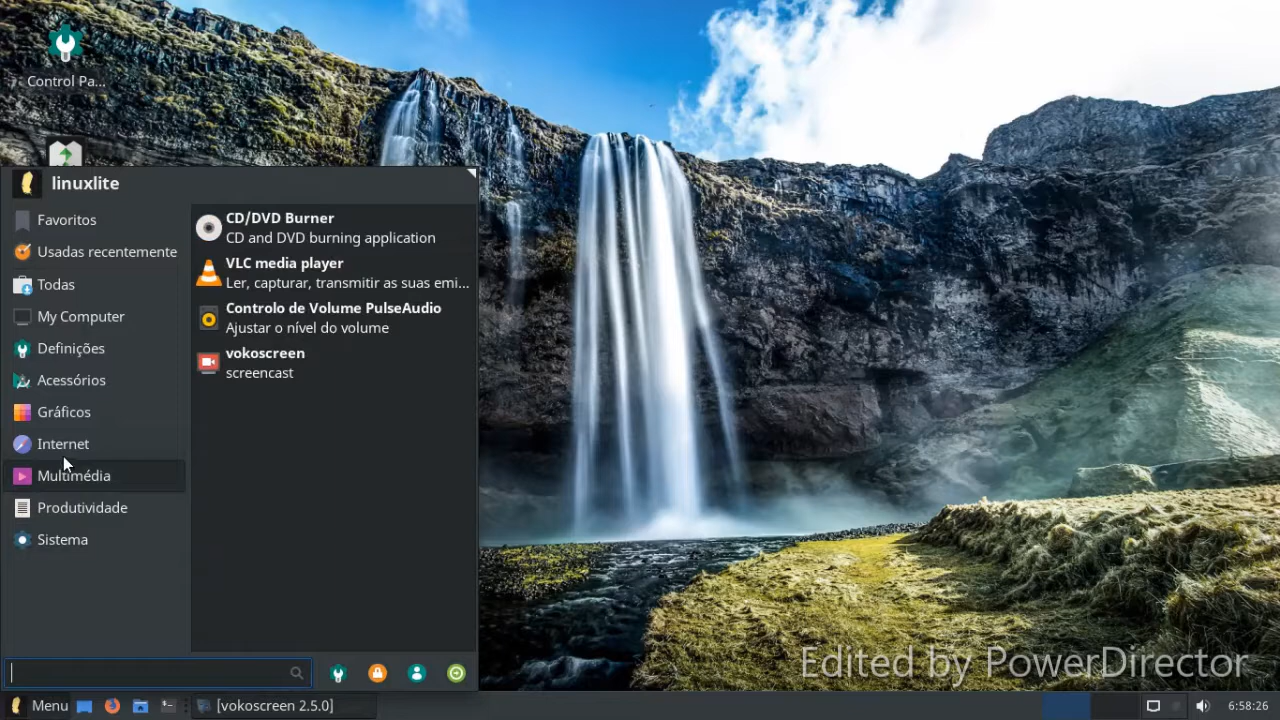 Control Pa...
linuxlite
Favoritos
Usadas recentemente
Todas
My Computer
Definições
Acessórios
Gráficos
Internet
Multimédia
Produtividade
Sistema
CD/DVD Burner
CD and DVD burning application
VLC media player
Ler, capturar, transmitir as suas emi...
Controlo de Volume PulseAudio
Ajustar o nível do volume
vokoscreen
screencast
Edited by PowerDirector
Menu
[vokoscreen 2.5.0]
6:58:26